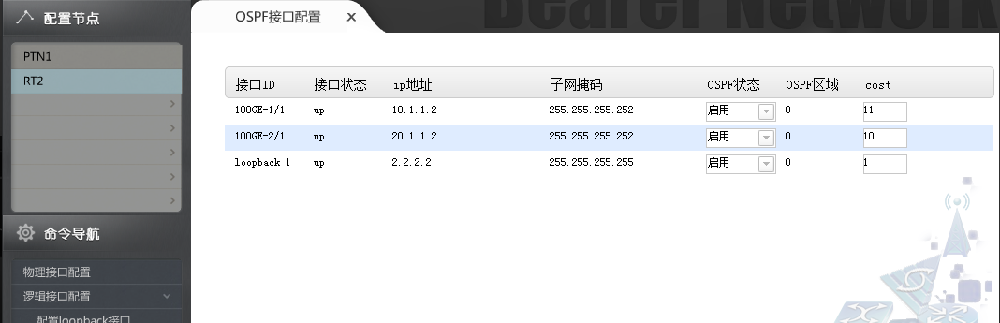 配置节点
PTN1
RT2
命令导航
物理接口配置
逻辑接口配置
配置loopback接口
Bearer Network
OSPF接口配置 ×
接口ID 接口状态 ip地址 子网掩码 OSPF状态 OSPF区域 cost
100GE-1/1 up 10.1.1.2 255.255.255.252 启用 0 11
100GE-2/1 up 20.1.1.2 255.255.255.252 启用 0 10
loopback 1 up 2.2.2.2 255.255.255.255 启用 0 1